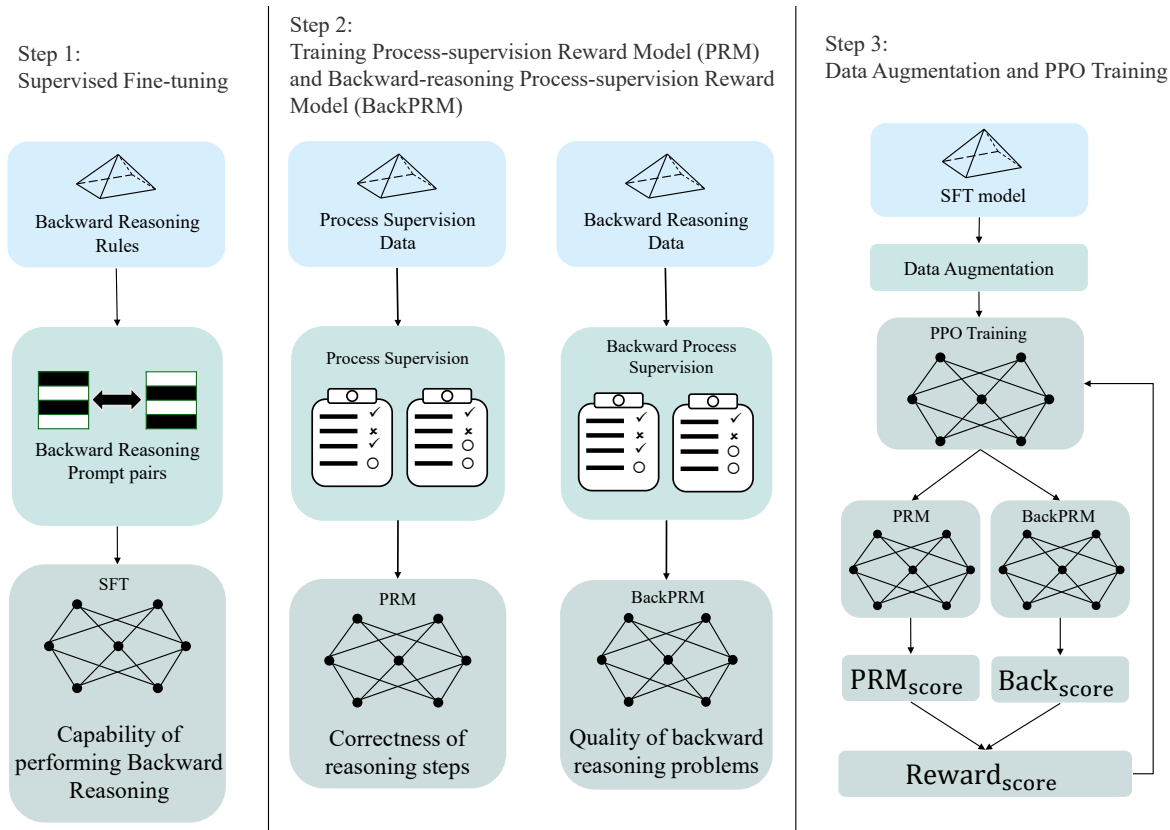 Step 1:
Supervised Fine-tuning
Backward Reasoning
Rules
Backward Reasoning
Prompt pairs
SFT
Capability of
performing Backward
Reasoning
Step 2:
Training Process-supervision Reward Model (PRM)
and Backward-reasoning Process-supervision Reward
Model (BackPRM)
Process Supervision
Data
Process Supervision
PRM
Correctness of
reasoning steps
Backward Reasoning
Data
Backward Process
Supervision
BackPRM
Quality of backward
reasoning problems
Step 3:
Data Augmentation and PPO Training
SFT model
Data Augmentation
PPO Training
PRM
BackPRM
PRMscore
Backscore
Rewardscore